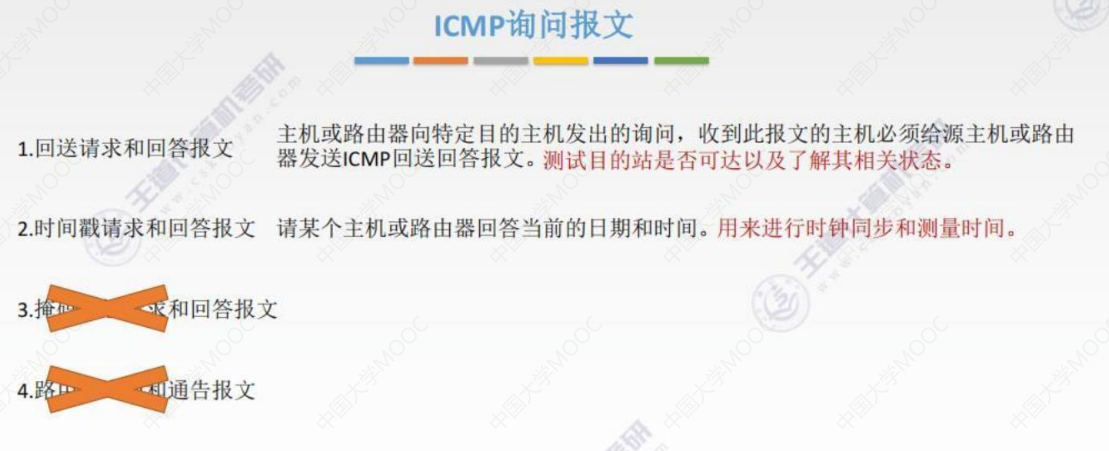 ICMP询问报文
1.回送请求和回答报文
主机或路由器向特定目的主机发出的询问，收到此报文的主机必须给源主机或路由
器发送ICMP回送回答报文。测试目的站是否可达以及了解其相关状态。
2.时间戳请求和回答报文
请某个主机或路由器回答当前的日期和时间。用来进行时钟同步和测量时间。
3.掩码 求和回答报文
4.路由 和通告报文
中国大学MOOC
王道计算机考研